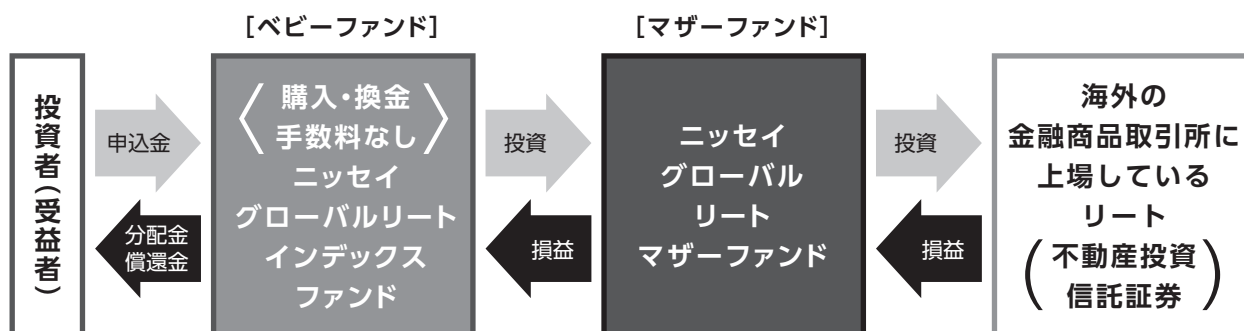 [ベビーファンド]
[マザーファンド]
投資者(受益者)
申込金
分配金
償還金
〈購入・換金
手数料なし〉
ニッセイ
グローバルリート
インデックス
ファンド
投資
損益
ニッセイ
グローバル
リート
マザーファンド
投資
損益
海外の
金融商品取引所に
上場している
リート
(不動産投資
信託証券)